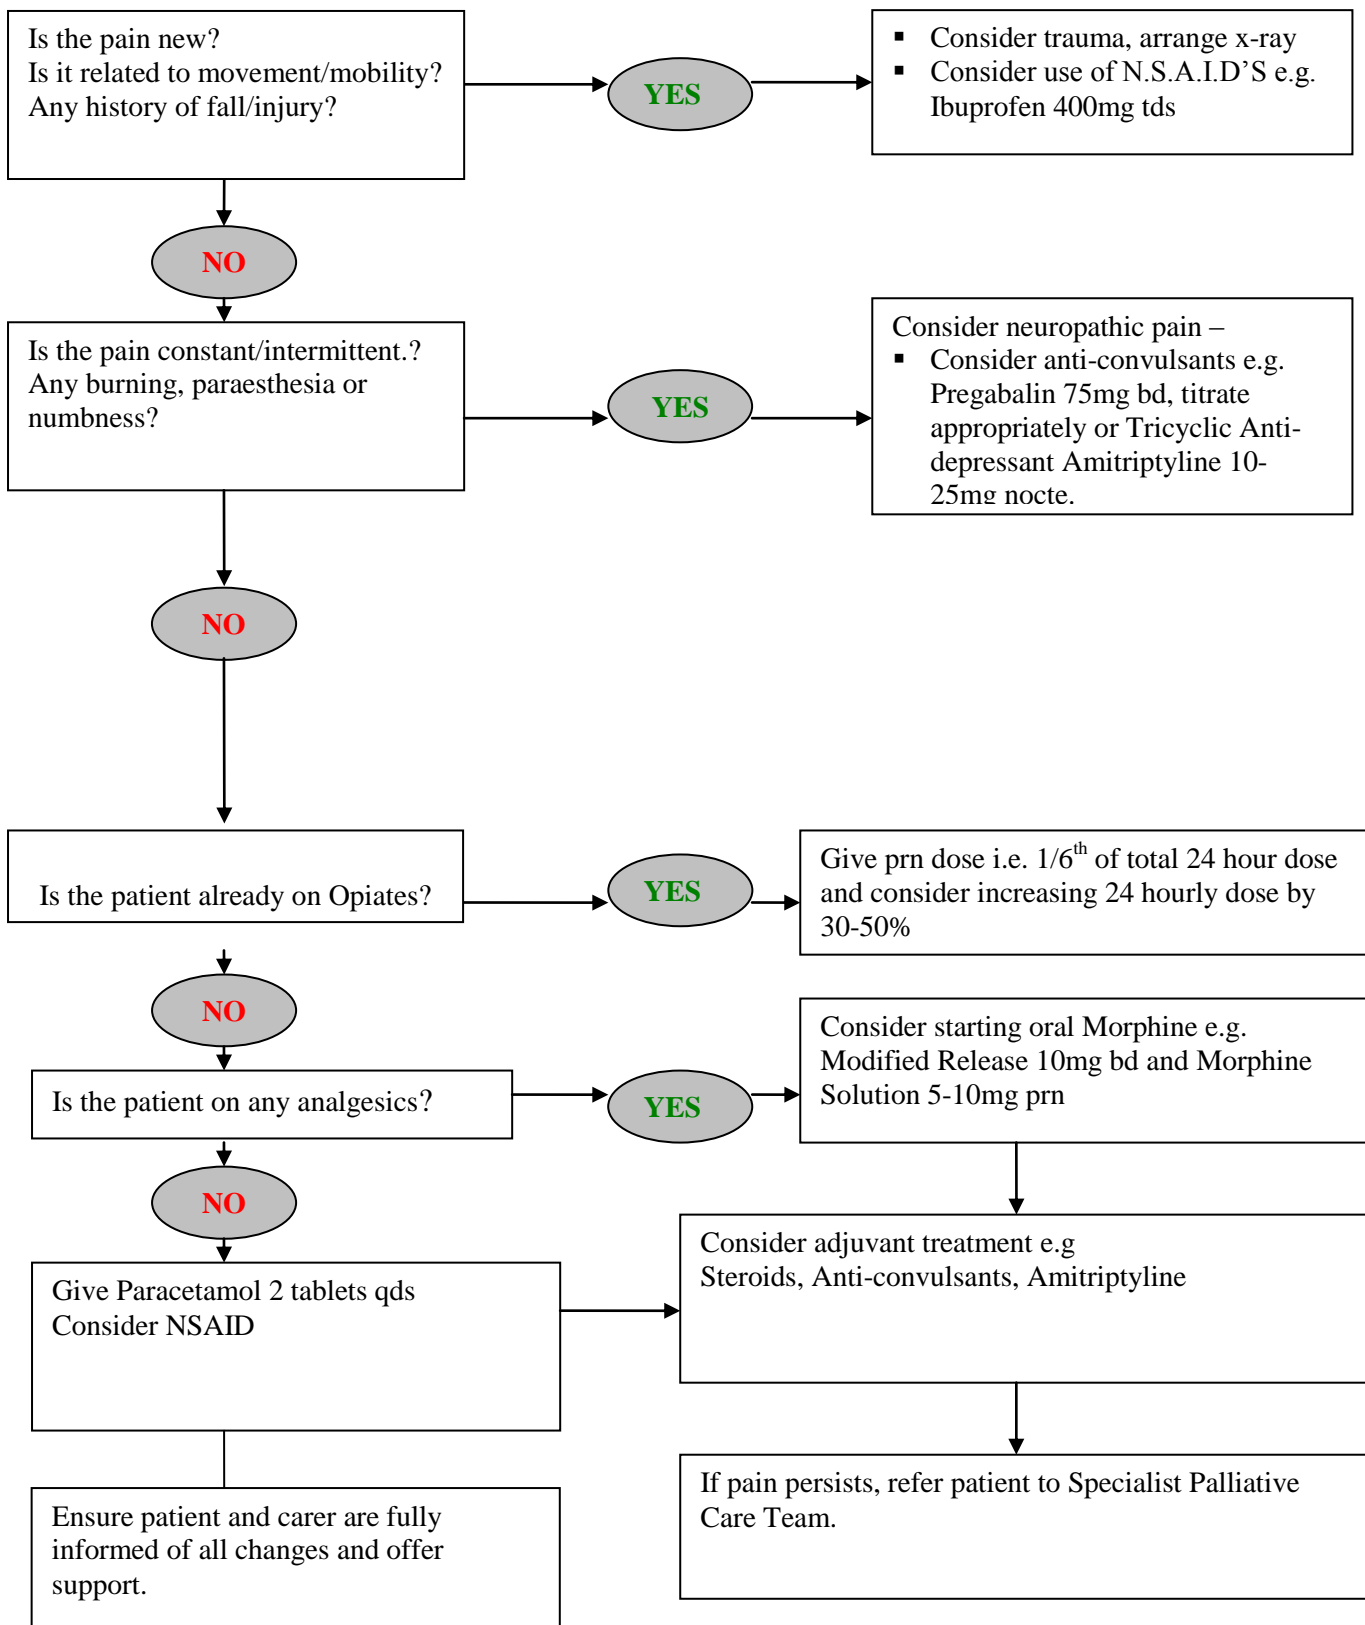 Is the pain new?
Is it related to movement/mobility?
Any history of fall/injury?
YES
▪ Consider trauma, arrange x-ray
▪ Consider use of N.S.A.I.D’S e.g.
Ibuprofen 400mg tds
NO
Is the pain constant/intermittent.?
Any burning, paraesthesia or
numbness?
YES
Consider neuropathic pain –
▪ Consider anti-convulsants e.g.
Pregabalin 75mg bd, titrate
appropriately or Tricyclic Anti-
depressant Amitriptyline 10-
25mg nocte.
NO
Is the patient already on Opiates?
YES
Give prn dose i.e. 1/6th of total 24 hour dose
and consider increasing 24 hourly dose by
30-50%
NO
Is the patient on any analgesics?
YES
Consider starting oral Morphine e.g.
Modified Release 10mg bd and Morphine
Solution 5-10mg prn
NO
Give Paracetamol 2 tablets qds
Consider NSAID
Consider adjuvant treatment e.g
Steroids, Anti-convulsants, Amitriptyline
Ensure patient and carer are fully
informed of all changes and offer
support.
If pain persists, refer patient to Specialist Palliative
Care Team.